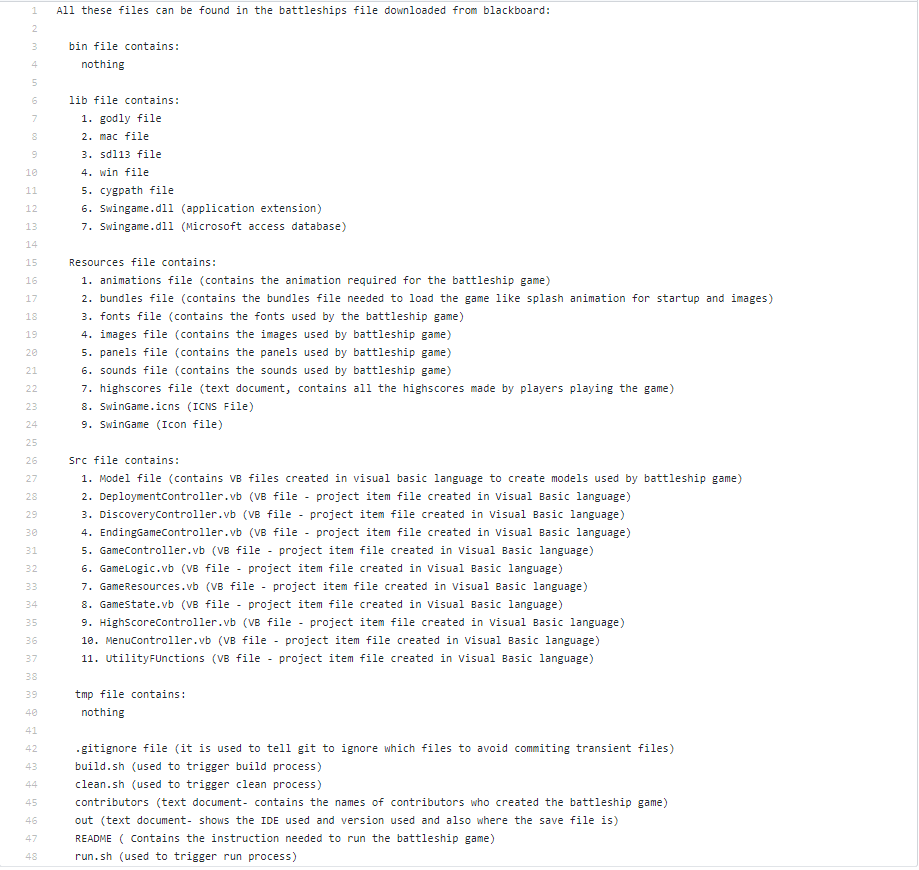 1 All these files can be found in the battleships file downloaded from blackboard:
2
3 bin file contains:
4 nothing
5
6 lib file contains:
7 1. godly file
8 2. mac file
9 3. sdl13 file
10 4. win file
11 5. cygpath file
12 6. Swingame.dll (application extension)
13 7. Swingame.dll (Microsoft access database)
14
15 Resources file contains:
16 1. animations file (contains the animation required for the battleship game)
17 2. bundles file (contains the bundles file needed to load the game like splash animation for startup and images)
18 3. fonts file (contains the fonts used by the battleship game)
19 4. images file (contains the images used by battleship game)
20 5. panels file (contains the panels used by battleship game)
21 6. sounds file (contains the sounds used by battleship game)
22 7. highscores file (text document, contains all the highscores made by players playing the game)
23 8. SwinGame.icns (ICNS File)
24 9. SwinGame (Icon file)
25
26 Src file contains:
27 1. Model file (contains VB files created in visual basic language to create models used by battleship game)
28 2. DeploymentController.vb (VB file - project item file created in Visual Basic language)
29 3. DiscoveryController.vb (VB file - project item file created in Visual Basic language)
30 4. EndingGameController.vb (VB file - project item file created in Visual Basic language)
31 5. GameController.vb (VB file - project item file created in Visual Basic language)
32 6. GameLogic.vb (VB file - project item file created in Visual Basic language)
33 7. GameResources.vb (VB file - project item file created in Visual Basic language)
34 8. GameState.vb (VB file - project item file created in Visual Basic language)
35 9. HighScoreController.vb (VB file - project item file created in Visual Basic language)
36 10. MenuController.vb (VB file - project item file created in Visual Basic language)
37 11. UtilityFUnctions (VB file - project item file created in Visual Basic language)
38
39 tmp file contains:
40 nothing
41
42 .gitignore file (it is used to tell git to ignore which files to avoid commiting transient files)
43 build.sh (used to trigger build process)
44 clean.sh (used to trigger clean process)
45 contributors (text document- contains the names of contributors who created the battleship game)
46 out (text document- shows the IDE used and version used and also where the save file is)
47 README ( Contains the instruction needed to run the battleship game)
48 run.sh (used to trigger run process)